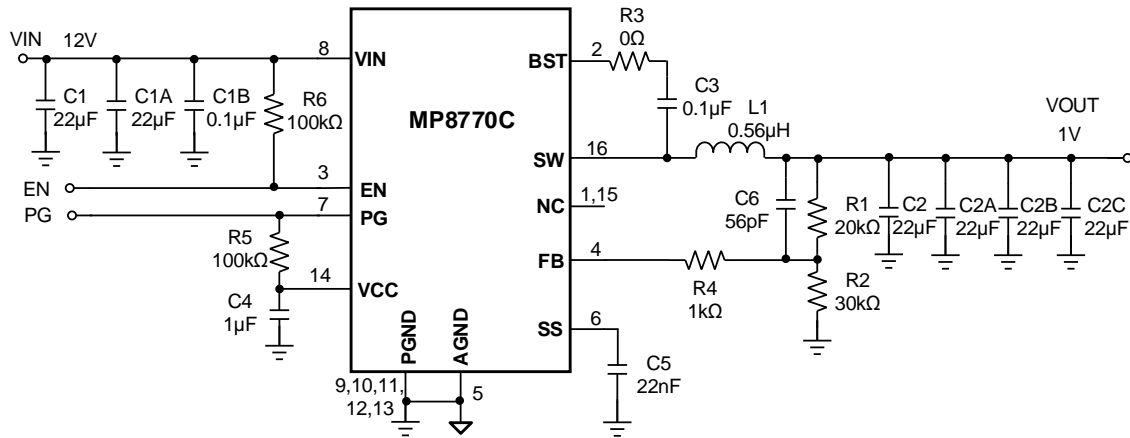 VIN 12V
C1
22µF
C1A
22µF
C1B
0.1µF
R6
100kΩ
EN
PG
R5
100kΩ
C4
1µF
8
VIN
3
EN
7
PG
14
VCC
MP8770C
PGND
AGND
9,10,11,
12,13
5
BST
2
R3
0Ω
C3
0.1µF
L1
0.56µH
SW
16
NC
1,15
FB
4
R4
1kΩ
C6
56pF
R1
20kΩ
R2
30kΩ
SS
6
C5
22nF
C2
22µF
C2A
22µF
C2B
22µF
C2C
22µF
VOUT
1V